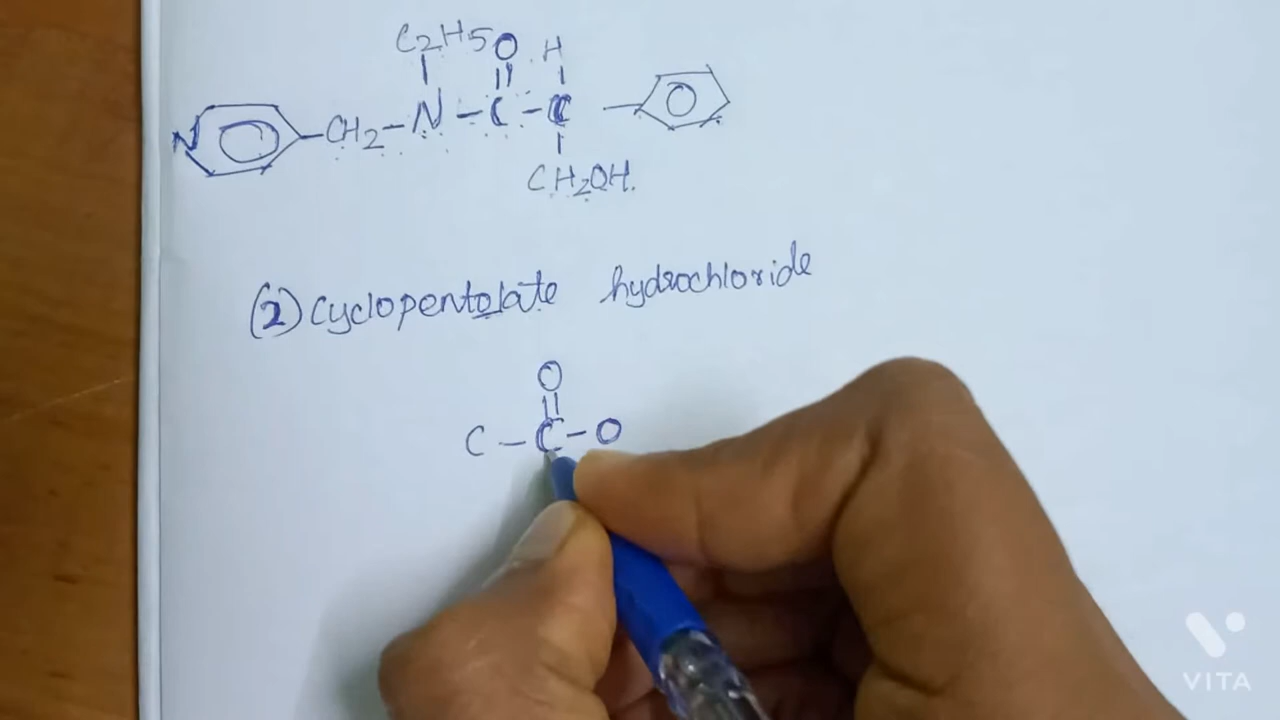 C2H5 O H
N -CH2-N-C-C-
CH2OH.
(2) Cyclopentolate hydrochloride
O
C-C-O
VITA